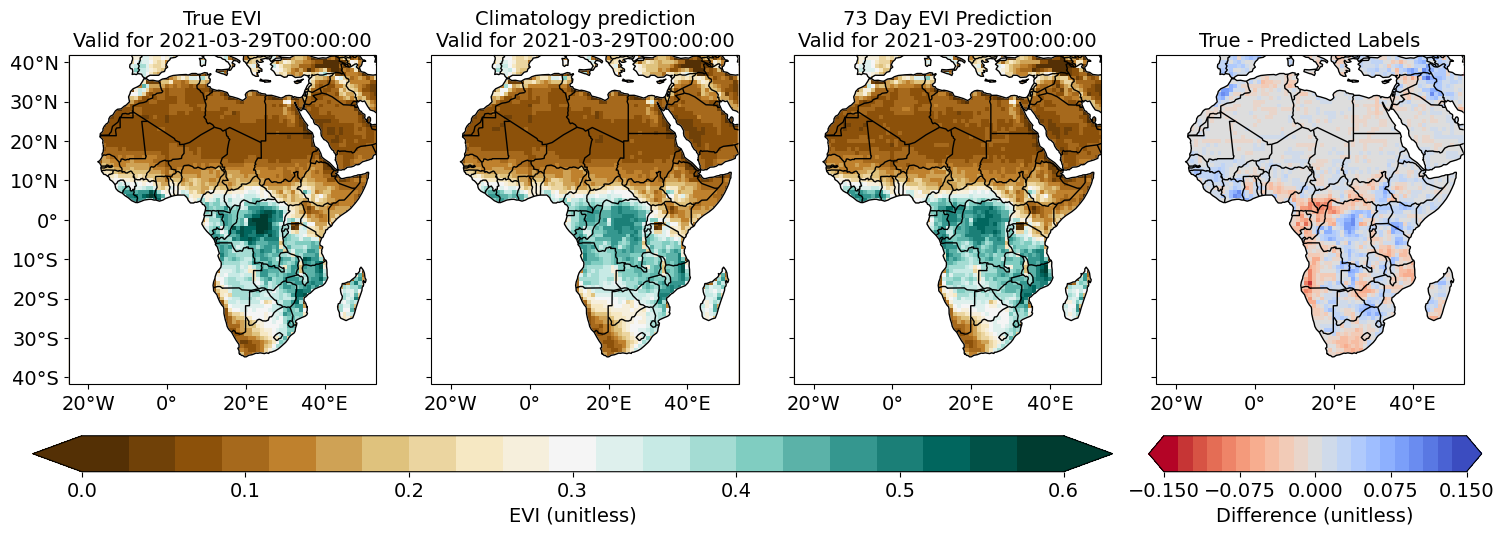 True EVI
Valid for 2021-03-29T00:00:00
Climatology prediction
Valid for 2021-03-29T00:00:00
73 Day EVI Prediction
Valid for 2021-03-29T00:00:00
True - Predicted Labels
40°N
30°N
20°N
10°N
0°
10°S
20°S
30°S
40°S
20°W 0° 20°E 40°E
20°W 0° 20°E 40°E
20°W 0° 20°E 40°E
20°W 0° 20°E 40°E
0.0 0.1 0.2 0.3 0.4 0.5 0.6
EVI (unitless)
−0.150 −0.075 0.000 0.075 0.150
Difference (unitless)